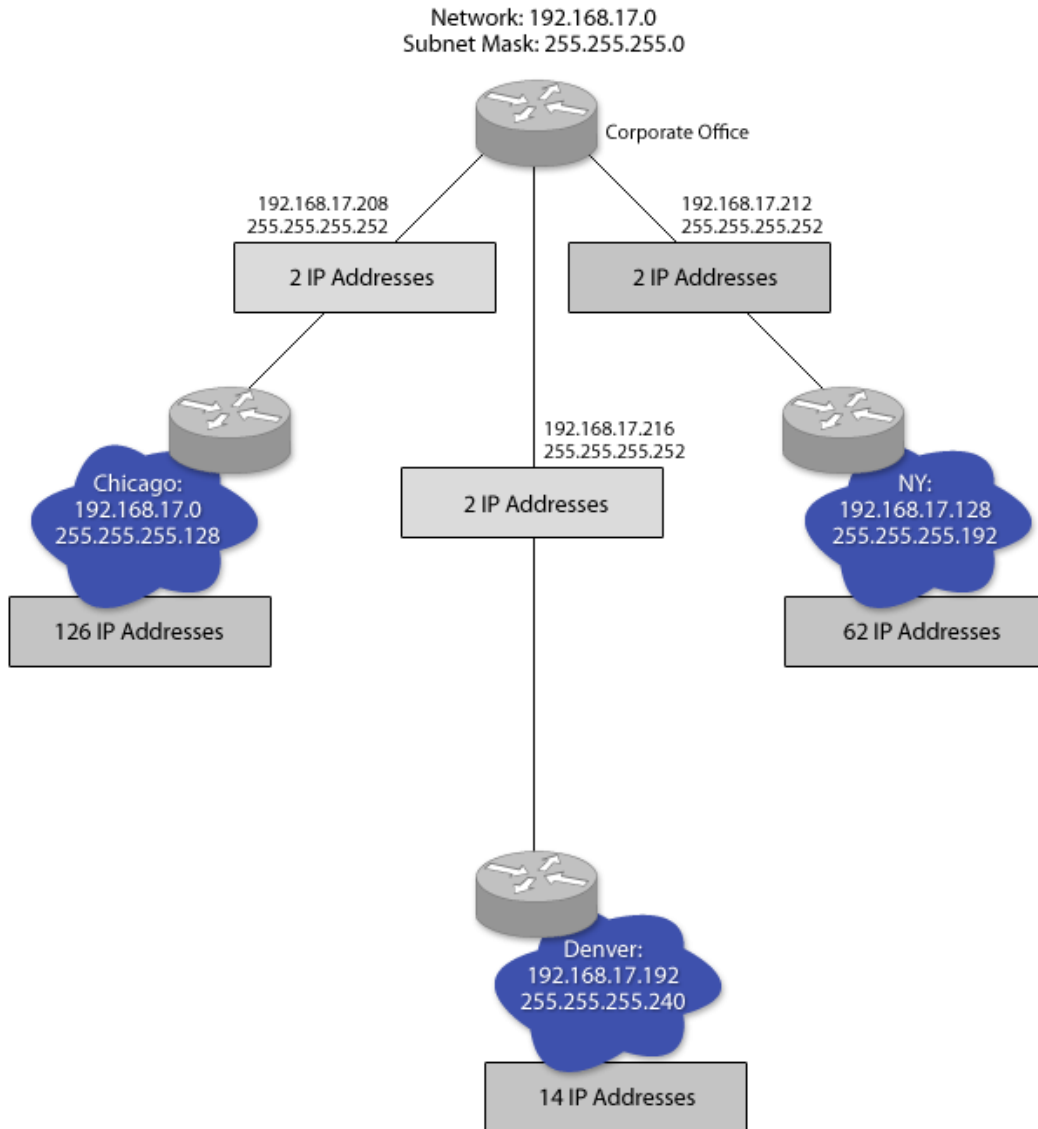 Network: 192.168.17.0
Subnet Mask: 255.255.255.0
Corporate Office
192.168.17.208
255.255.255.252
2 IP Addresses
192.168.17.212
255.255.255.252
2 IP Addresses
192.168.17.216
255.255.255.252
2 IP Addresses
Chicago:
192.168.17.0
255.255.255.128
126 IP Addresses
NY:
192.168.17.128
255.255.255.192
62 IP Addresses
Denver:
192.168.17.192
255.255.255.240
14 IP Addresses